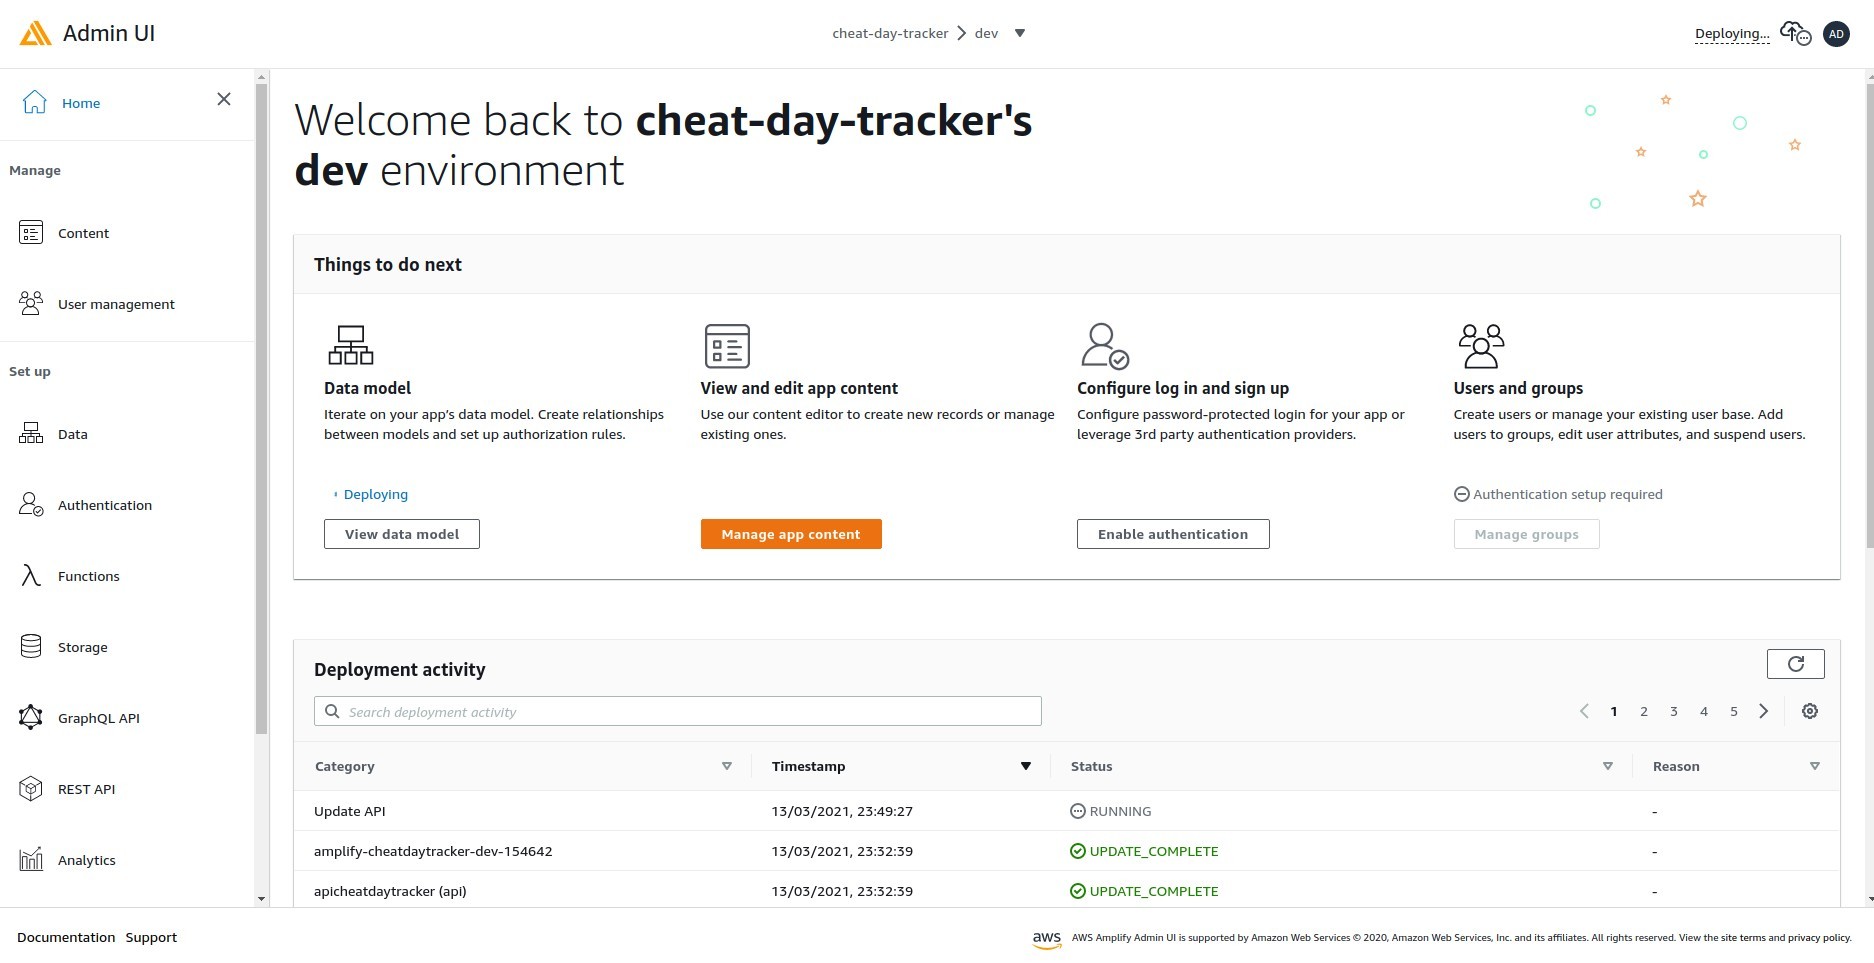 Admin UI
cheat-day-tracker dev
Deploying...
AD
Home
Manage
Content
User management
Set up
Data
Authentication
Functions
Storage
GraphQL API
REST API
Analytics
Welcome back to cheat-day-tracker's
dev environment
Things to do next
Data model
Iterate on your app’s data model. Create relationships
between models and set up authorization rules.
Deploying
View data model
View and edit app content
Use our content editor to create new records or manage
existing ones.
Manage app content
Configure log in and sign up
Configure password-protected login for your app or
leverage 3rd party authentication providers.
Enable authentication
Users and groups
Create users or manage your existing user base. Add
users to groups, edit user attributes, and suspend users.
Authentication setup required
Manage groups
Deployment activity
Search deployment activity
1 2 3 4 5
Category Timestamp Status Reason
Update API 13/03/2021, 23:49:27 RUNNING -
amplify-cheatdaytracker-dev-154642 13/03/2021, 23:32:39 UPDATE_COMPLETE -
apicheatdaytracker (api) 13/03/2021, 23:32:39 UPDATE_COMPLETE -
Documentation Support
aws AWS Amplify Admin UI is supported by Amazon Web Services © 2020, Amazon Web Services, Inc. and its affiliates. All rights reserved. View the site terms and privacy policy.